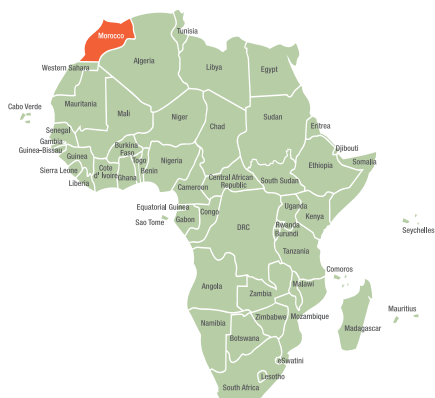 Morocco
Tunisia
Algeria
Libya
Egypt
Western Sahara
Mauritania
Mali
Niger
Chad
Sudan
Eritrea
Cabo Verde
Senegal
Gambia
Guinea–Bissau
Guinea
Sierra Leone
Liberia
Cote
d' Ivoire
Burkina
Faso
Ghana
Togo
Benin
Nigeria
Cameroon
Central African
Republic
South Sudan
Ethiopia
Djibouti
Somalia
Equatorial Guinea
Sao Tome
Gabon
Congo
DRC
Uganda
Kenya
Rwanda
Burundi
Tanzania
Seychelles
Comoros
Angola
Zambia
Malawi
Mozambique
Zimbabwe
Namibia
Botswana
Madagascar
Mauritius
eSwatini
Lesotho
South Africa